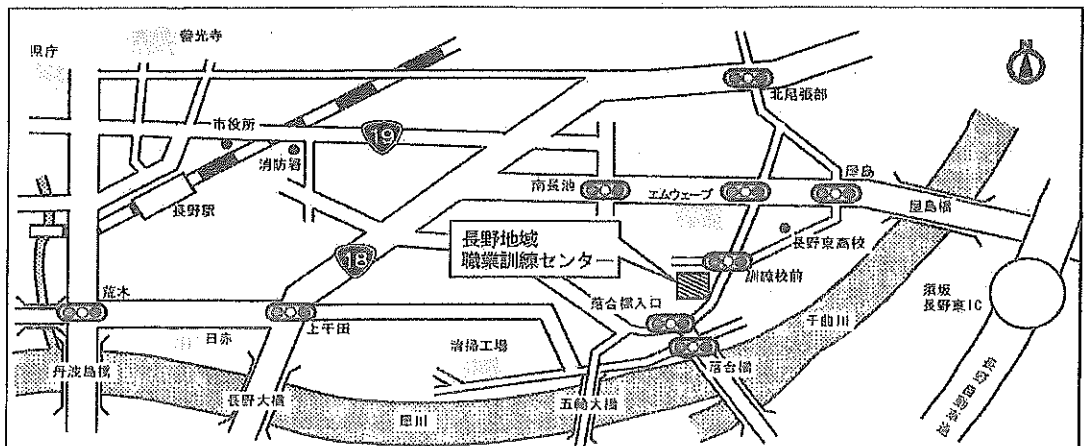 善光寺
県庁
N
北尾張部
市役所
19
消防署
屋島
南長池
エムウェーブ
屋島橋
長野駅
長野東高校
長野地域
職業訓練センター
18
訓練校前
須坂
長野東IC
荒木
落合橋入口
千曲川
上千田
日赤
清掃工場
丹波島橋
落合橋
長野大橋
五輪大橋
犀川